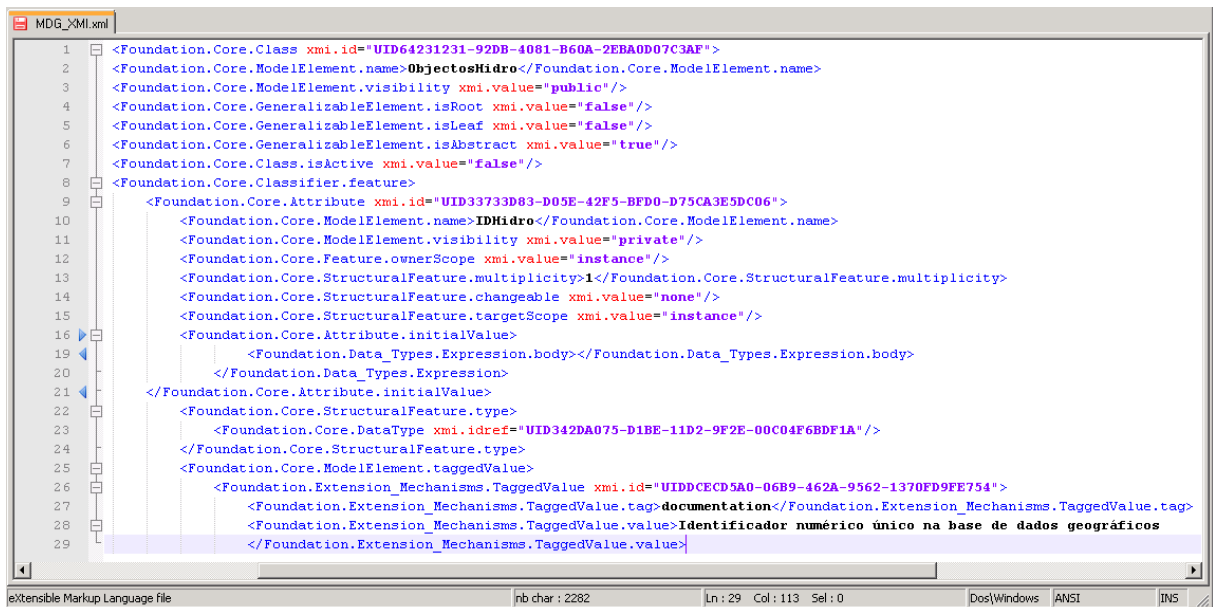 MDG_XMI.xml
1 <Foundation.Core.Class xmi.id="UID64231231-92DB-4081-B60A-2EBA0D07C3AF">
2 <Foundation.Core.ModelElement.name>ObjectosHidro</Foundation.Core.ModelElement.name>
3 <Foundation.Core.ModelElement.visibility xmi.value="public"/>
4 <Foundation.Core.GeneralizableElement.isRoot xmi.value="false"/>
5 <Foundation.Core.GeneralizableElement.isLeaf xmi.value="false"/>
6 <Foundation.Core.GeneralizableElement.isAbstract xmi.value="true"/>
7 <Foundation.Core.Class.isActive xmi.value="false"/>
8 <Foundation.Core.Classifier.feature>
9 <Foundation.Core.Attribute xmi.id="UID33733D83-D05E-42F5-BFD0-D75CA3E5DC06">
10 <Foundation.Core.ModelElement.name>IDHidro</Foundation.Core.ModelElement.name>
11 <Foundation.Core.ModelElement.visibility xmi.value="private"/>
12 <Foundation.Core.Feature.ownerScope xmi.value="instance"/>
13 <Foundation.Core.StructuralFeature.multiplicity>1</Foundation.Core.StructuralFeature.multiplicity>
14 <Foundation.Core.StructuralFeature.changeable xmi.value="none"/>
15 <Foundation.Core.StructuralFeature.targetScope xmi.value="instance"/>
16 <Foundation.Core.Attribute.initialValue>
19 <Foundation.Data_Types.Expression.body></Foundation.Data_Types.Expression.body>
20 </Foundation.Data_Types.Expression>
21 </Foundation.Core.Attribute.initialValue>
22 <Foundation.Core.StructuralFeature.type>
23 <Foundation.Core.DataType xmi.idref="UID342DA075-D1BE-11D2-9F2E-00C04F6BDF1A"/>
24 </Foundation.Core.StructuralFeature.type>
25 <Foundation.Core.ModelElement.taggedValue>
26 <Foundation.Extension_Mechanisms.TaggedValue xmi.id="UIDDCECD5A0-06B9-462A-9562-1370FD9FE754">
27 <Foundation.Extension_Mechanisms.TaggedValue.tag>documentation</Foundation.Extension_Mechanisms.TaggedValue.tag>
28 <Foundation.Extension_Mechanisms.TaggedValue.value>Identificador numérico único na base de dados geográficos
29 </Foundation.Extension_Mechanisms.TaggedValue.value>
eXtensible Markup Language file nb char : 2282 Ln : 29 Col : 113 Sel : 0 Dos\Windows ANSI INS